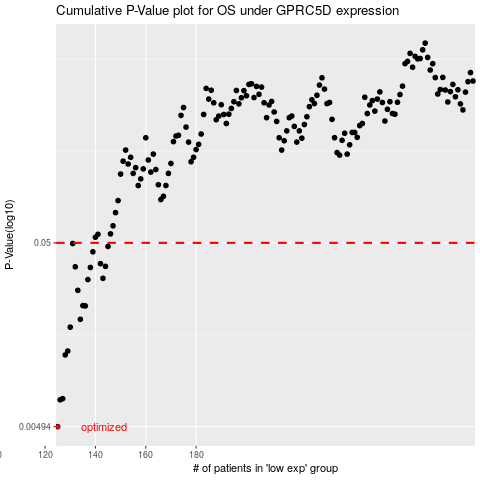 Cumulative P-Value plot for OS under GPRC5D expression
P-Value(log10)
0.05
0.00494
optimized
0 120 140 160 180
# of patients in 'low exp' group